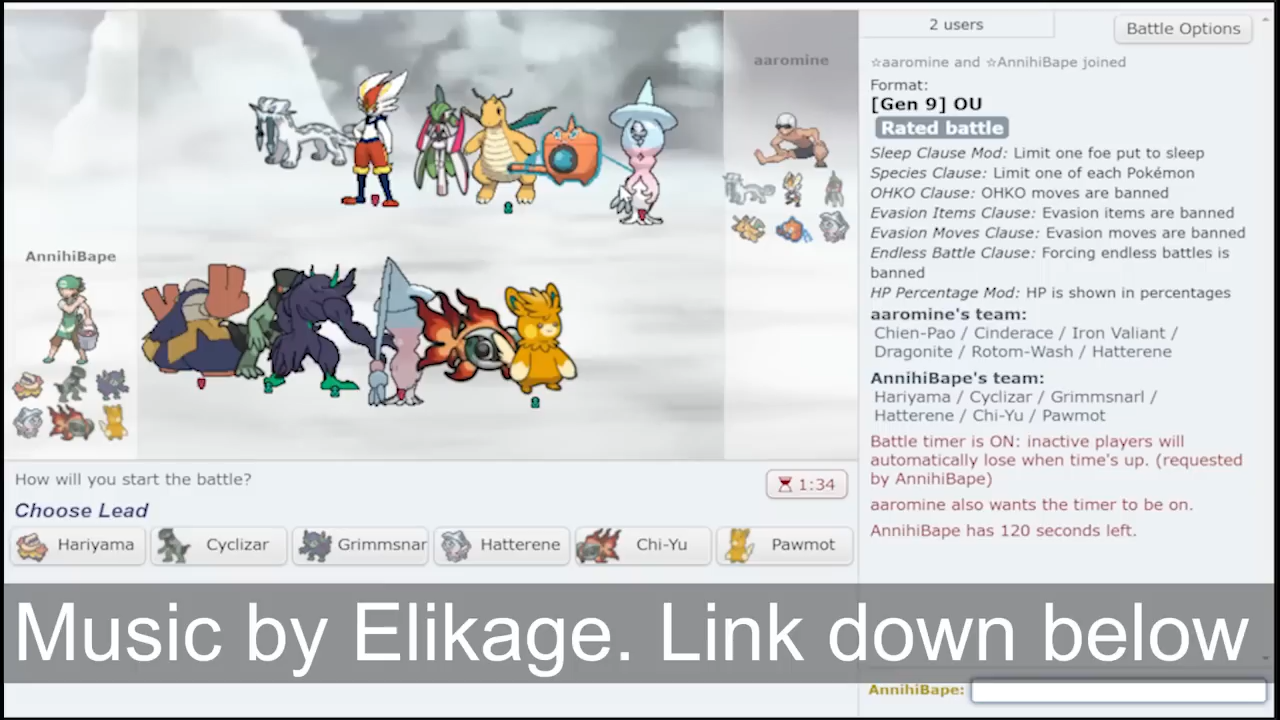 aaromine
AnnihiBape
How will you start the battle?
1:34
Choose Lead
Hariyama
Cyclizar
Grimmsnar
Hatterene
Chi-Yu
Pawmot
2 users
Battle Options
☆aaromine and ☆AnnihiBape joined
Format:
[Gen 9] OU
Rated battle
Sleep Clause Mod: Limit one foe put to sleep
Species Clause: Limit one of each Pokémon
OHKO Clause: OHKO moves are banned
Evasion Items Clause: Evasion items are banned
Evasion Moves Clause: Evasion moves are banned
Endless Battle Clause: Forcing endless battles is
banned
HP Percentage Mod: HP is shown in percentages
aaromine's team:
Chien-Pao / Cinderace / Iron Valiant /
Dragonite / Rotom-Wash / Hatterene
AnnihiBape's team:
Hariyama / Cyclizar / Grimmsnarl /
Hatterene / Chi-Yu / Pawmot
Battle timer is ON: inactive players will
automatically lose when time's up. (requested
by AnnihiBape)
aaromine also wants the timer to be on.
AnnihiBape has 120 seconds left.
Music by Elikage. Link down below
AnnihiBape: